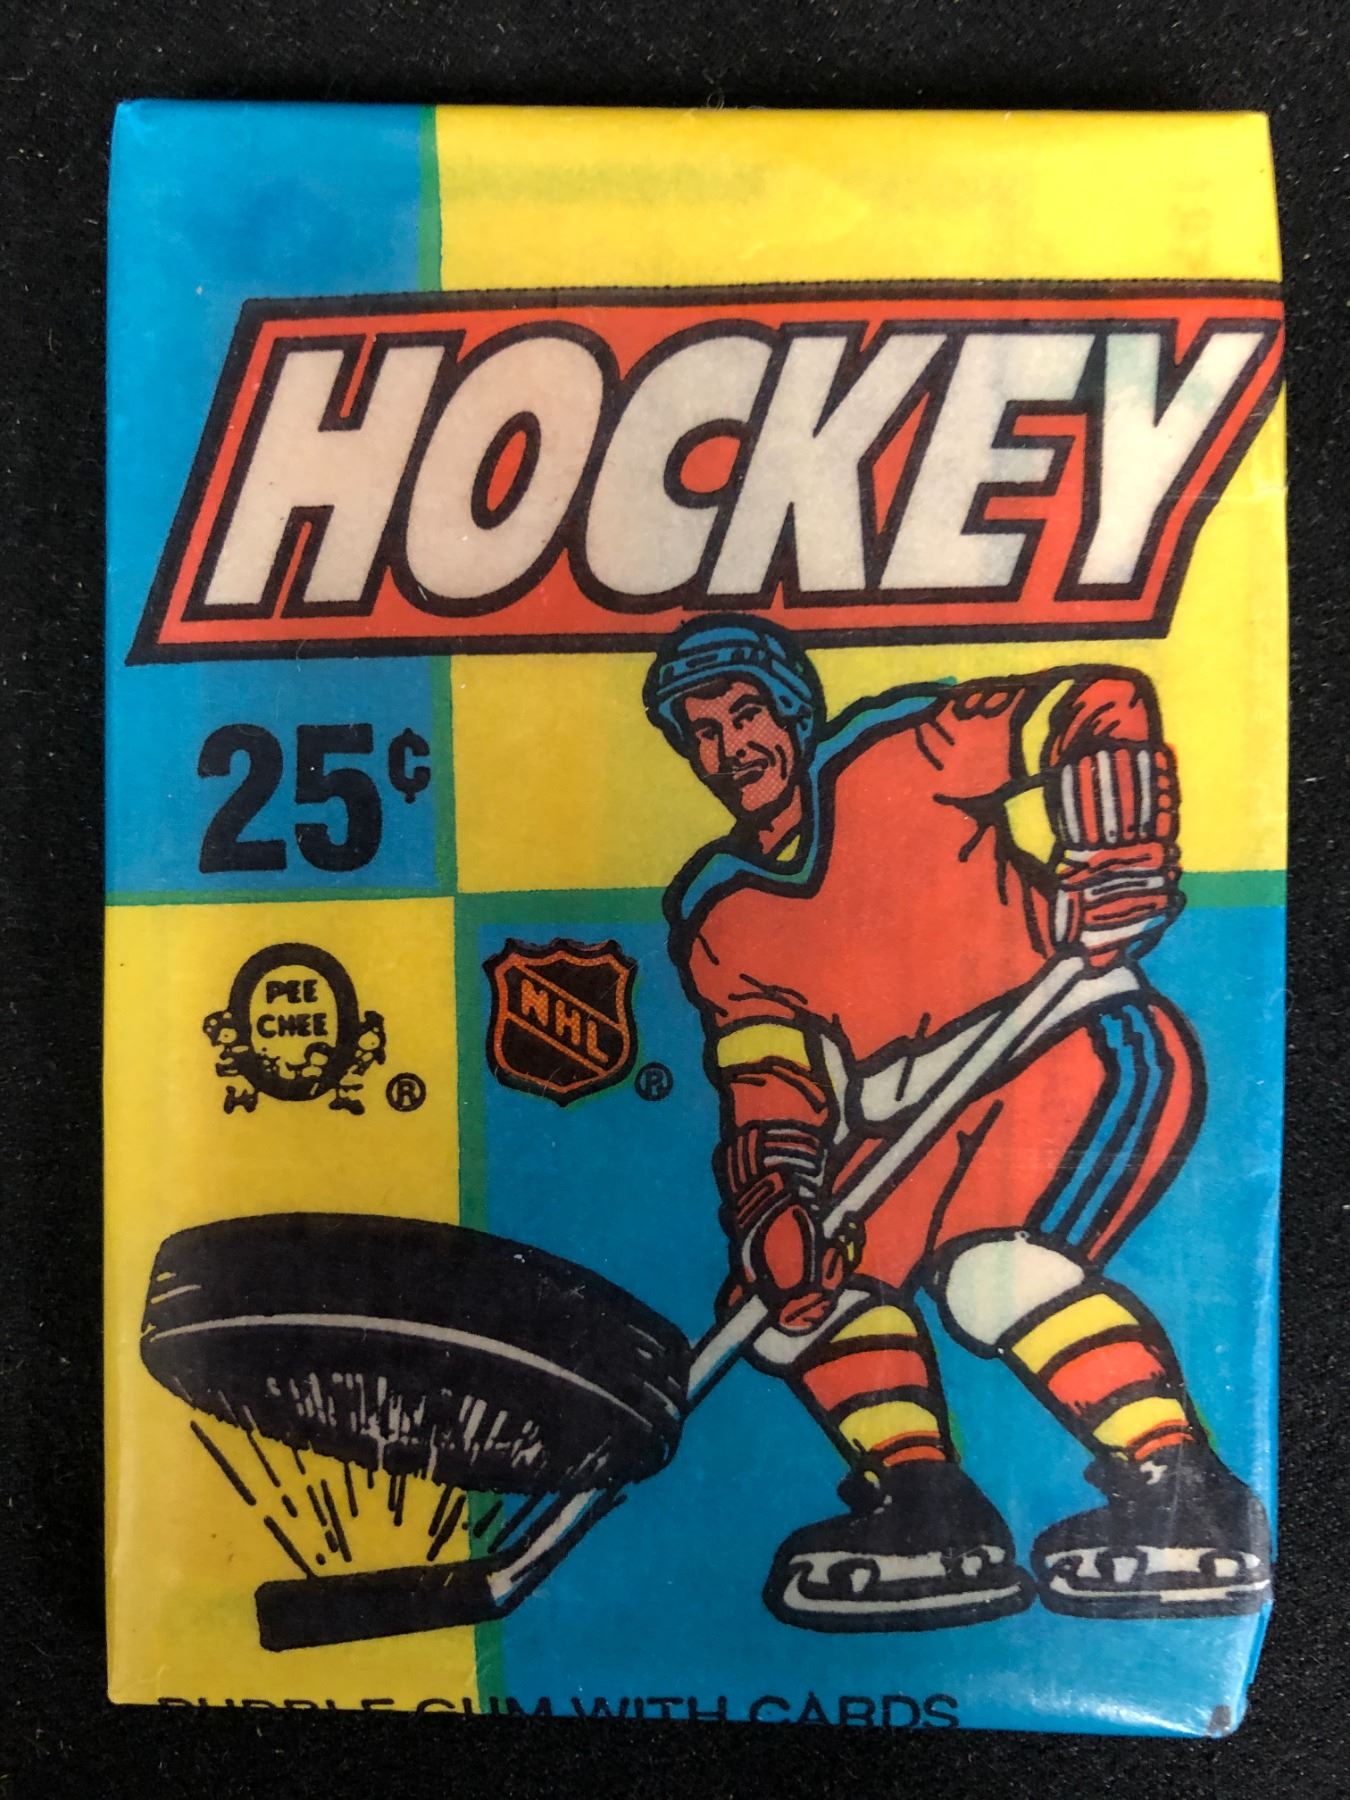 HOCKEY
25¢
PEE
CHEE
®
NHL
®
BUBBLE GUM WITH CARDS